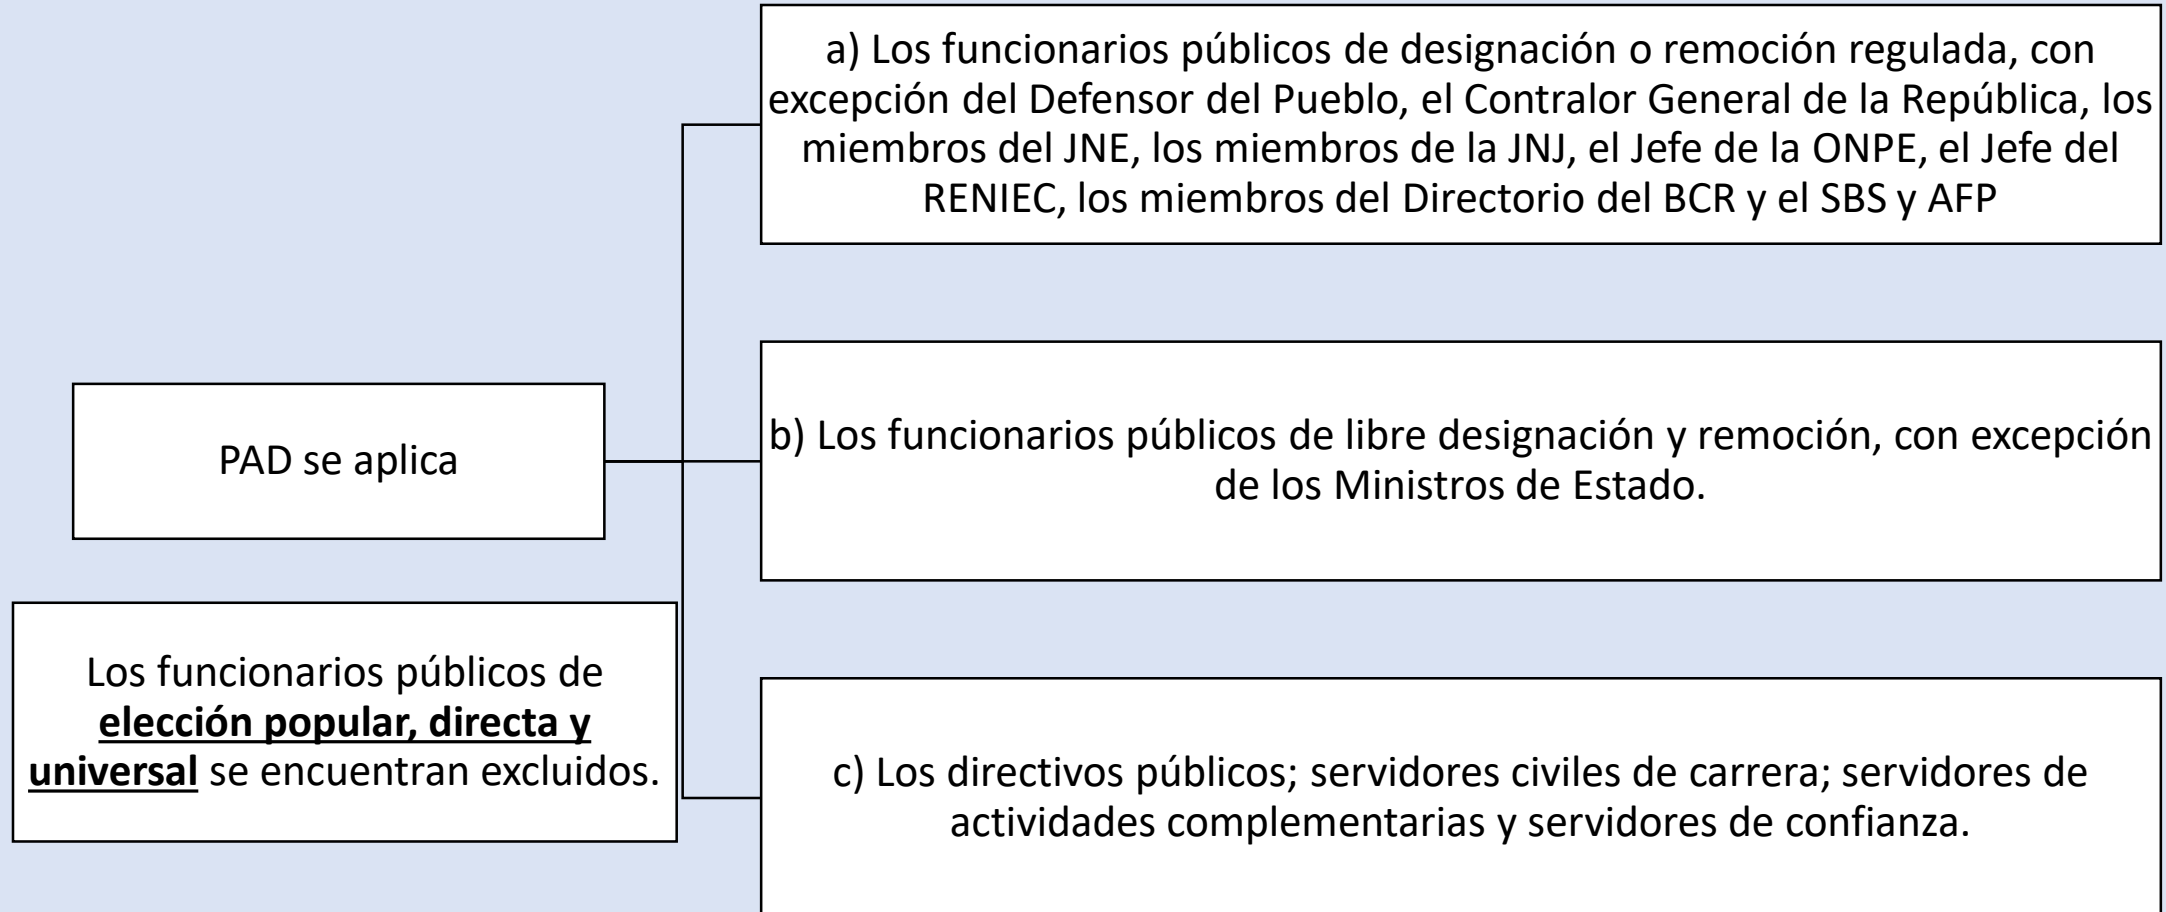 a) Los funcionarios públicos de designación o remoción regulada, con
excepción del Defensor del Pueblo, el Contralor General de la República, los
miembros del JNE, los miembros de la JNJ, el Jefe de la ONPE, el Jefe del
RENIEC, los miembros del Directorio del BCR y el SBS y AFP
PAD se aplica
b) Los funcionarios públicos de libre designación y remoción, con excepción
de los Ministros de Estado.
Los funcionarios públicos de
elección popular, directa y
universal se encuentran excluidos.
c) Los directivos públicos; servidores civiles de carrera; servidores de
actividades complementarias y servidores de confianza.